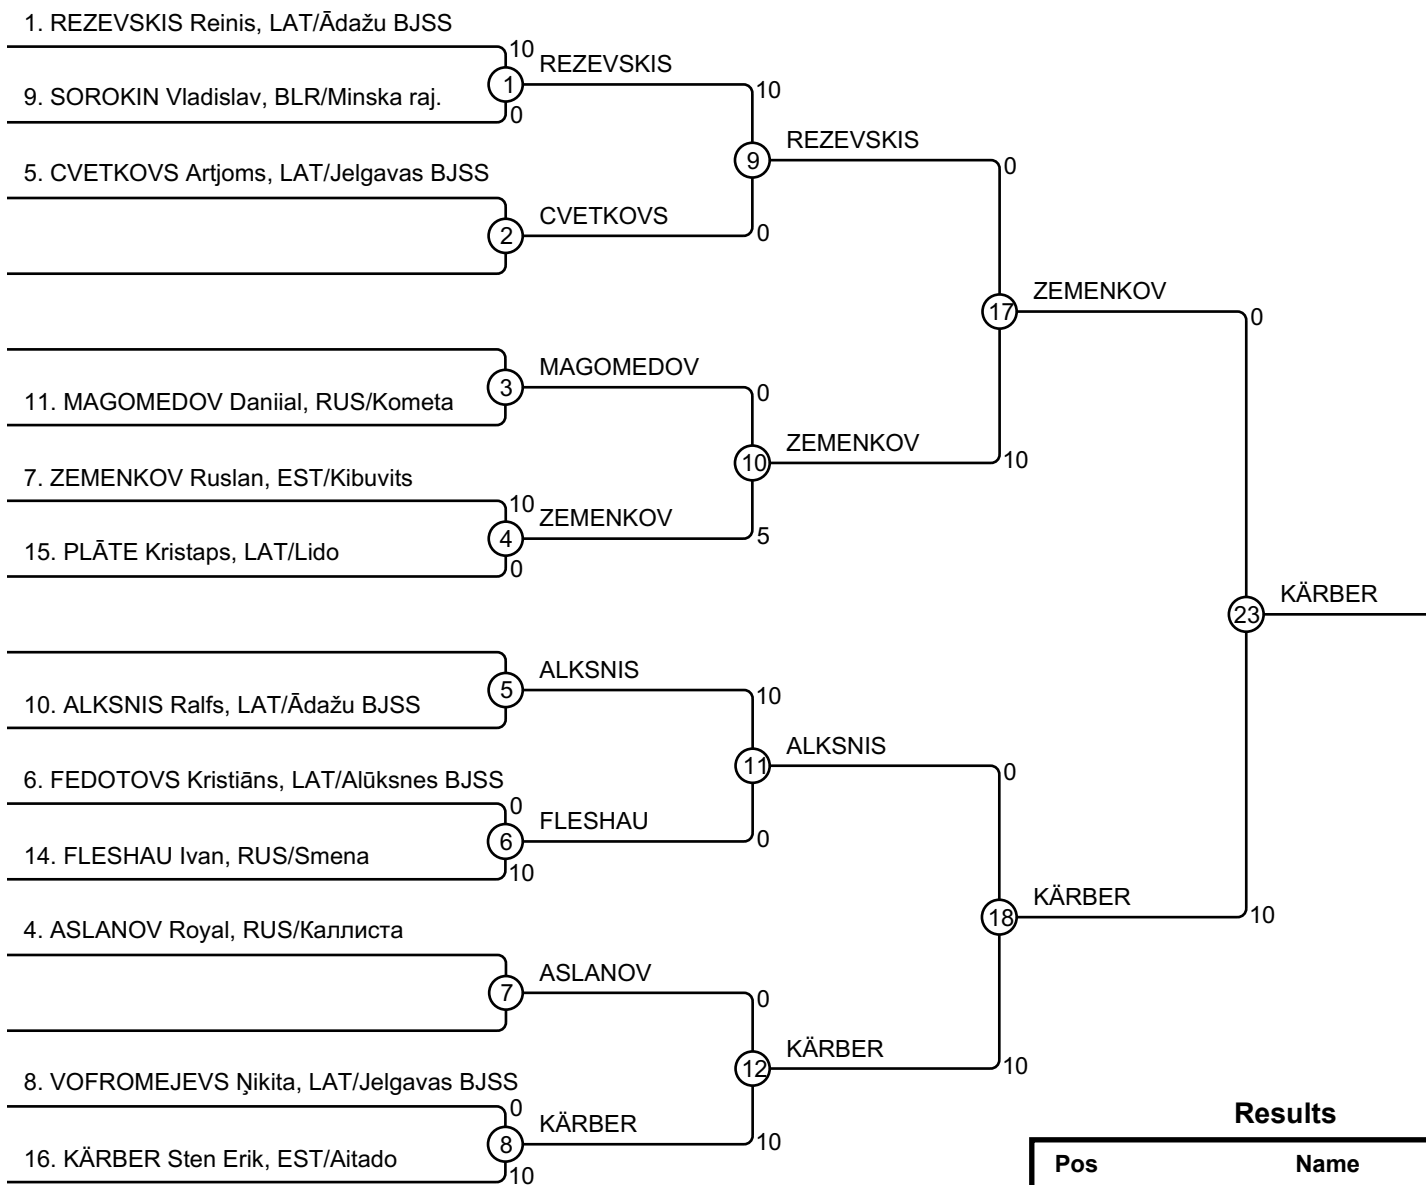 1. REZEVSKIS Reinis, LAT/Ādažu BJSS
10
REZEVSKIS
1
10
9. SOROKIN Vladislav, BLR/Minska raj.
0
REZEVSKIS
9
0
5. CVETKOVS Artjoms, LAT/Jelgavas BJSS
CVETKOVS
2
0
ZEMENKOV
17
0
MAGOMEDOV
3
0
11. MAGOMEDOV Daniial, RUS/Kometa
ZEMENKOV
10
10
7. ZEMENKOV Ruslan, EST/Kibuvits
10
ZEMENKOV
4
5
15. PLĀTE Kristaps, LAT/Lido
0
KÄRBER
23
ALKSNIS
5
10
10. ALKSNIS Ralfs, LAT/Ādažu BJSS
ALKSNIS
11
0
6. FEDOTOVS Kristiāns, LAT/Alūksnes BJSS
0
FLESHAU
6
0
14. FLESHAU Ivan, RUS/Smena
10
KÄRBER
18
10
4. ASLANOV Royal, RUS/Каллиста
ASLANOV
7
0
KÄRBER
12
10
8. VOFROMEJEVS Ņikita, LAT/Jelgavas BJSS
0
KÄRBER
8
10
16. KÄRBER Sten Erik, EST/Aitado
10
Results
Pos Name